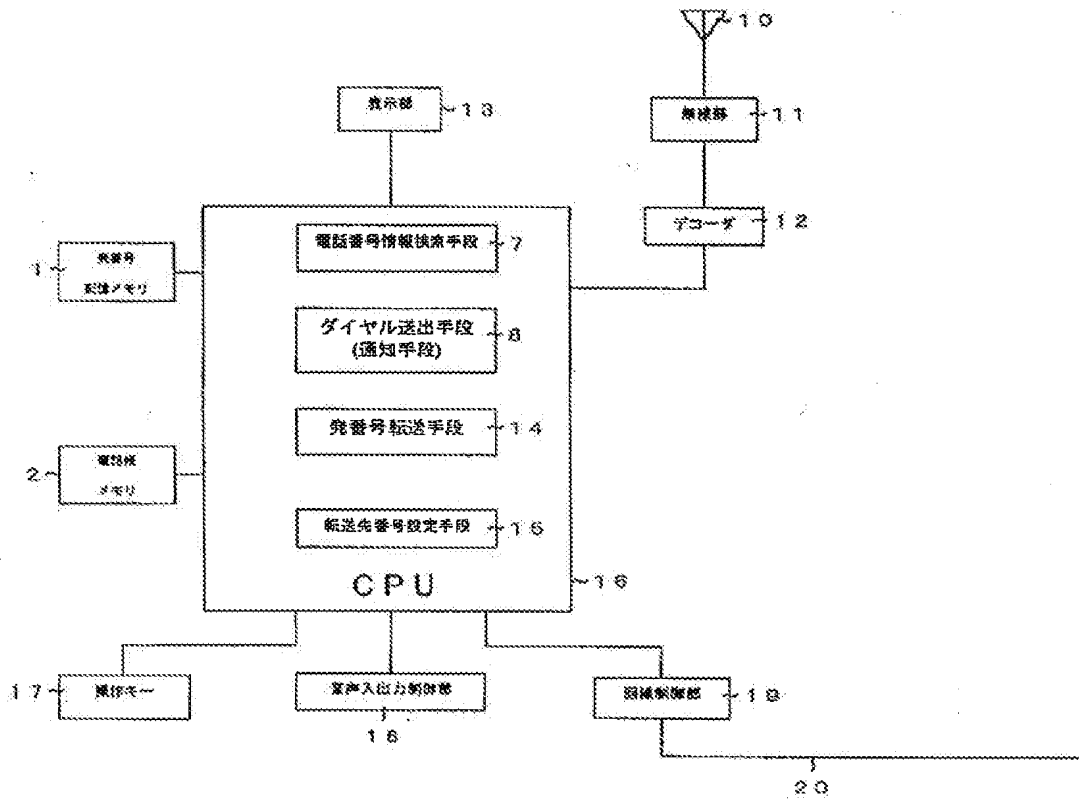 10
表示部
13
無線部
11
デコーダ
12
電話番号情報検索手段
7
発番号
記憶メモリ
1
ダイヤル送出手段
(通知手段)
8
発番号転送手段
14
電話帳
メモリ
2
転送先番号設定手段
15
CPU
16
操作キー
17
音声入出力制御部
回線制御部
19
20